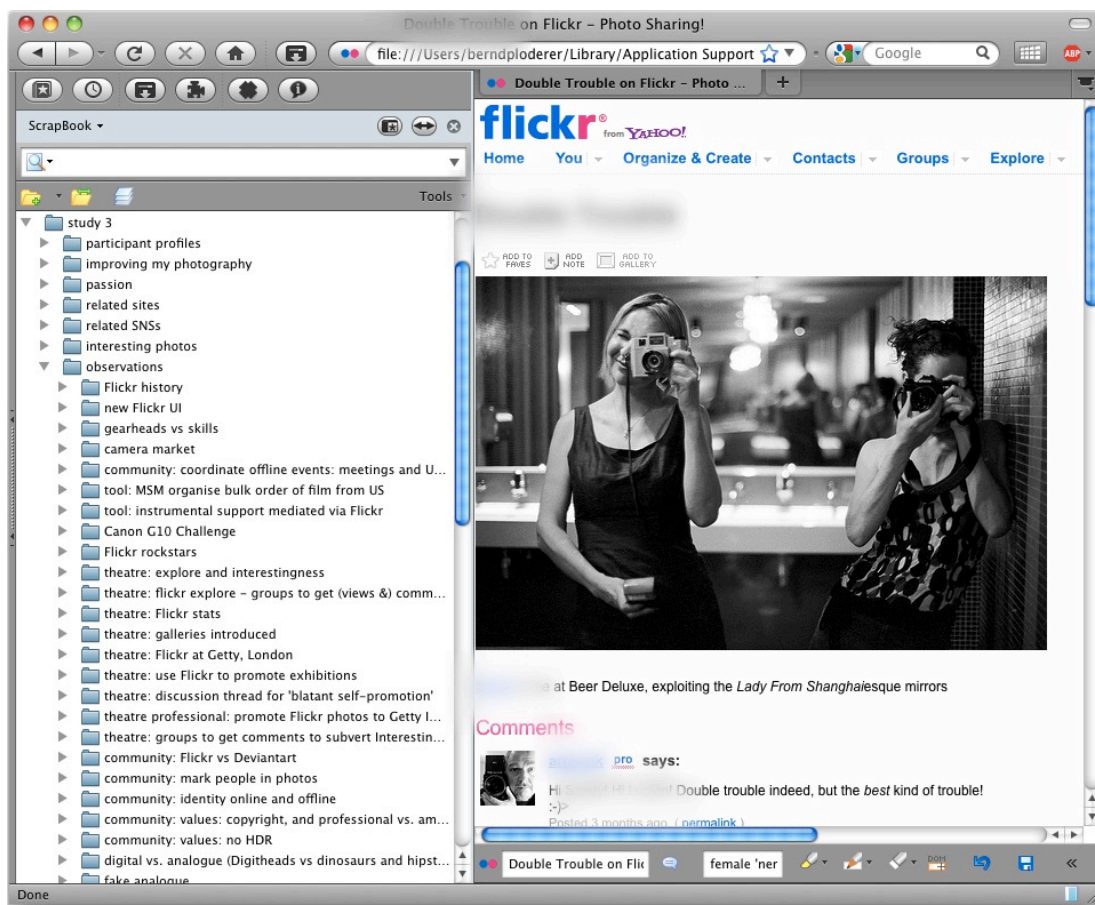 Double Trouble on Flickr – Photo Sharing!
file:///Users/berndploderer/Library/Application Support
Google
ABP
Double Trouble on Flickr – Photo ...
ScrapBook
Tools
study 3
participant profiles
improving my photography
passion
related sites
related SNSs
interesting photos
observations
Flickr history
new Flickr UI
gearheads vs skills
camera market
community: coordinate offline events: meetings and U...
tool: MSM organise bulk order of film from US
tool: instrumental support mediated via Flickr
Canon G10 Challenge
Flickr rockstars
theatre: explore and interestingness
theatre: flickr explore – groups to get (views &) comm...
theatre: Flickr stats
theatre: galleries introduced
theatre: Flickr at Getty, London
theatre: use Flickr to promote exhibitions
theatre: discussion thread for 'blatant self-promotion'
theatre professional: promote Flickr photos to Getty I...
theatre: groups to get comments to subvert Interestin...
community: Flickr vs Deviantart
community: mark people in photos
community: identity online and offline
community: values: copyright, and professional vs. am...
community: values: no HDR
digital vs. analogue (Digitheads vs dinosaurs and hipst...
fake analogue
flickr® from YAHOO!
Home You Organize & Create Contacts Groups Explore
Double Trouble
ADD TO FAVES ADD NOTE ADD TO GALLERY
at Beer Deluxe, exploiting the Lady From Shanghaiesque mirrors
Comments
pro says:
Hi Double trouble indeed, but the best kind of trouble!
:-)>
Posted 3 months ago. ( permalink )
Double Trouble on Flic
female 'ner
DOM
«
Done